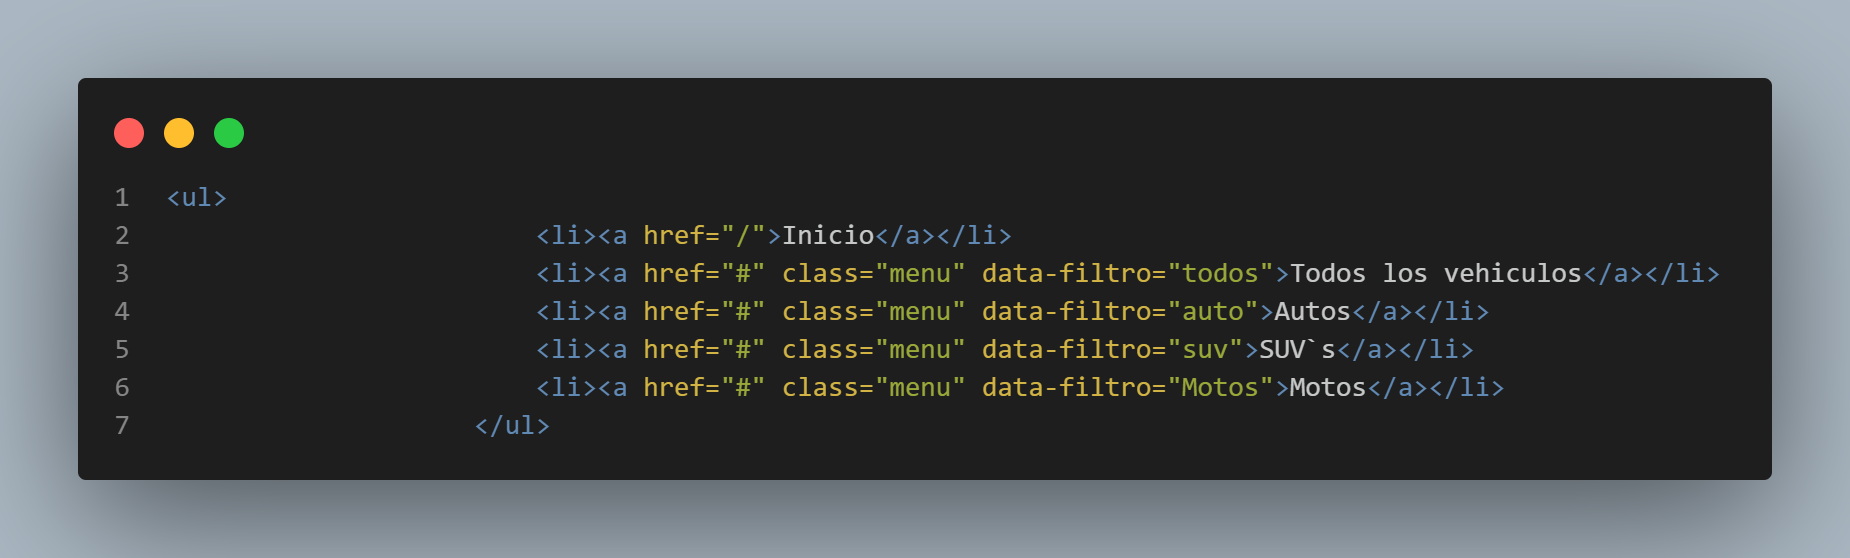 1 <ul>
2 <li><a href="/">Inicio</a></li>
3 <li><a href="#" class="menu" data-filtro="todos">Todos los vehiculos</a></li>
4 <li><a href="#" class="menu" data-filtro="auto">Autos</a></li>
5 <li><a href="#" class="menu" data-filtro="suv">SUV`s</a></li>
6 <li><a href="#" class="menu" data-filtro="Motos">Motos</a></li>
7 </ul>